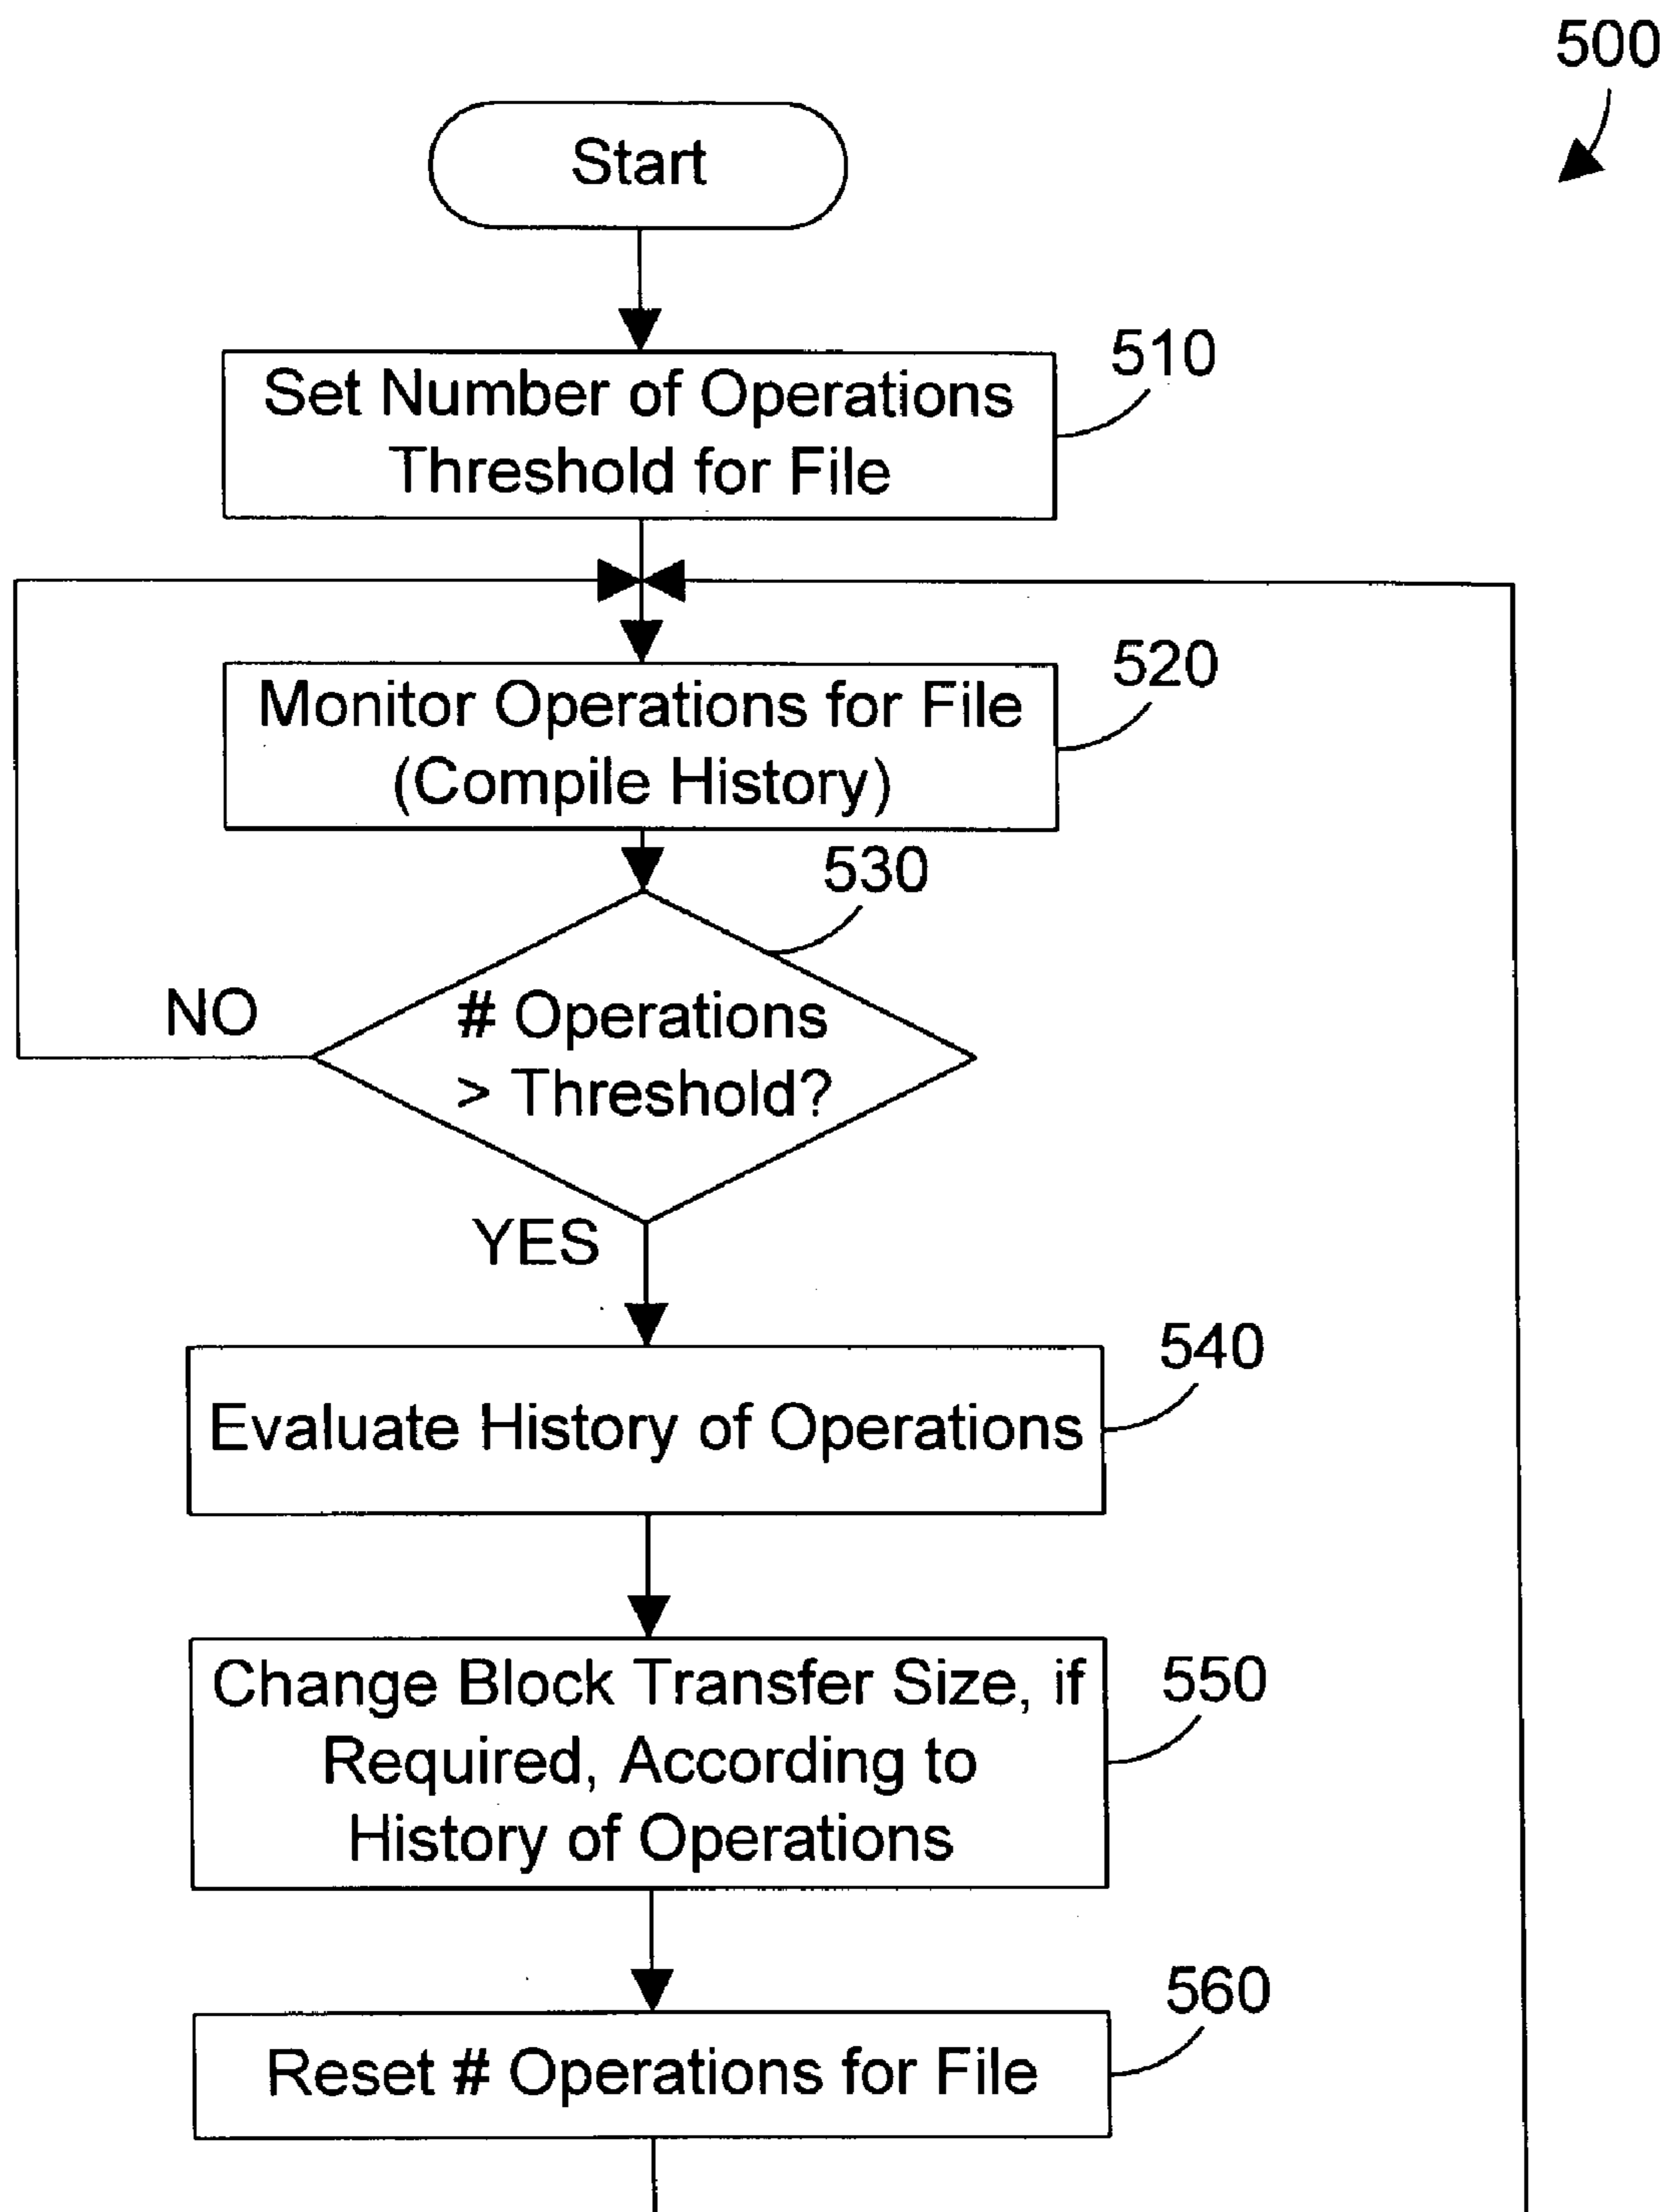 500
Start
510
Set Number of Operations
Threshold for File
520
Monitor Operations for File
(Compile History)
530
# Operations
> Threshold?
NO
YES
540
Evaluate History of Operations
550
Change Block Transfer Size, if
Required, According to
History of Operations
560
Reset # Operations for File